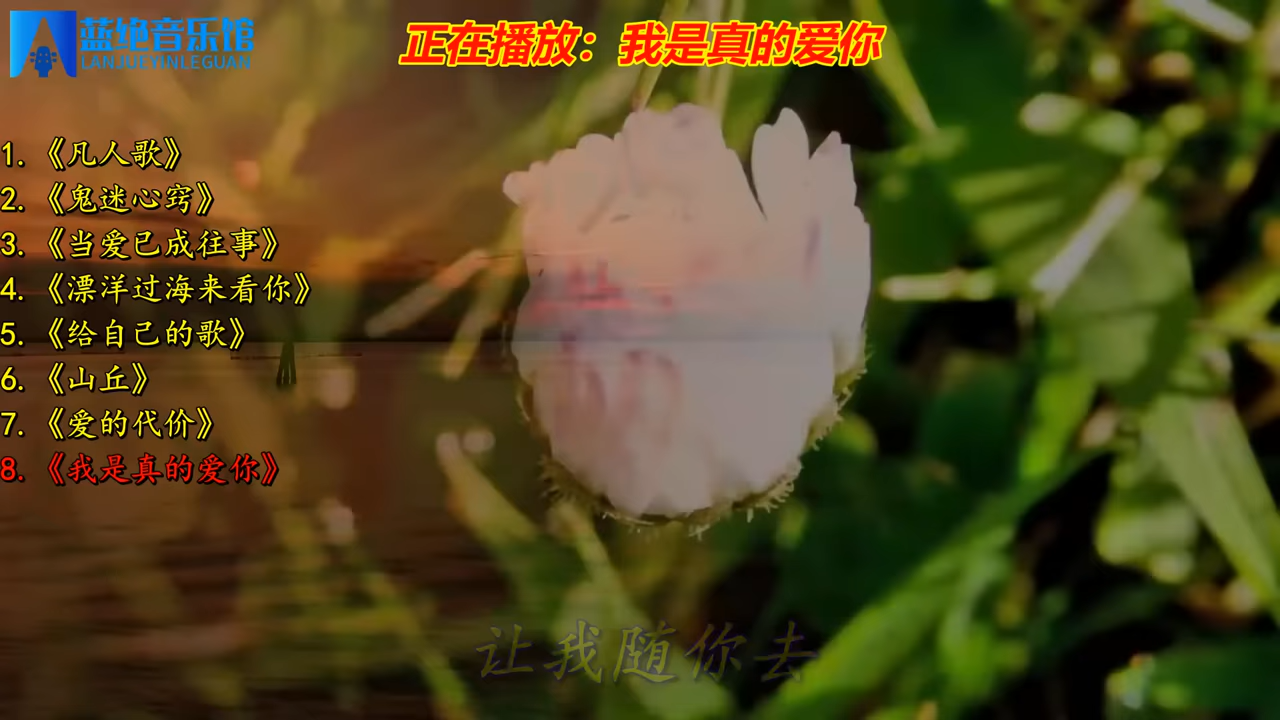 蓝绝音乐馆
LANJUEYINLEGUAN
正在播放：我是真的爱你
1.《凡人歌》
2.《鬼迷心窍》
3.《当爱已成往事》
4.《漂洋过海来看你》
5.《给自己的歌》
6.《山丘》
7.《爱的代价》
8.《我是真的爱你》
让我随你去